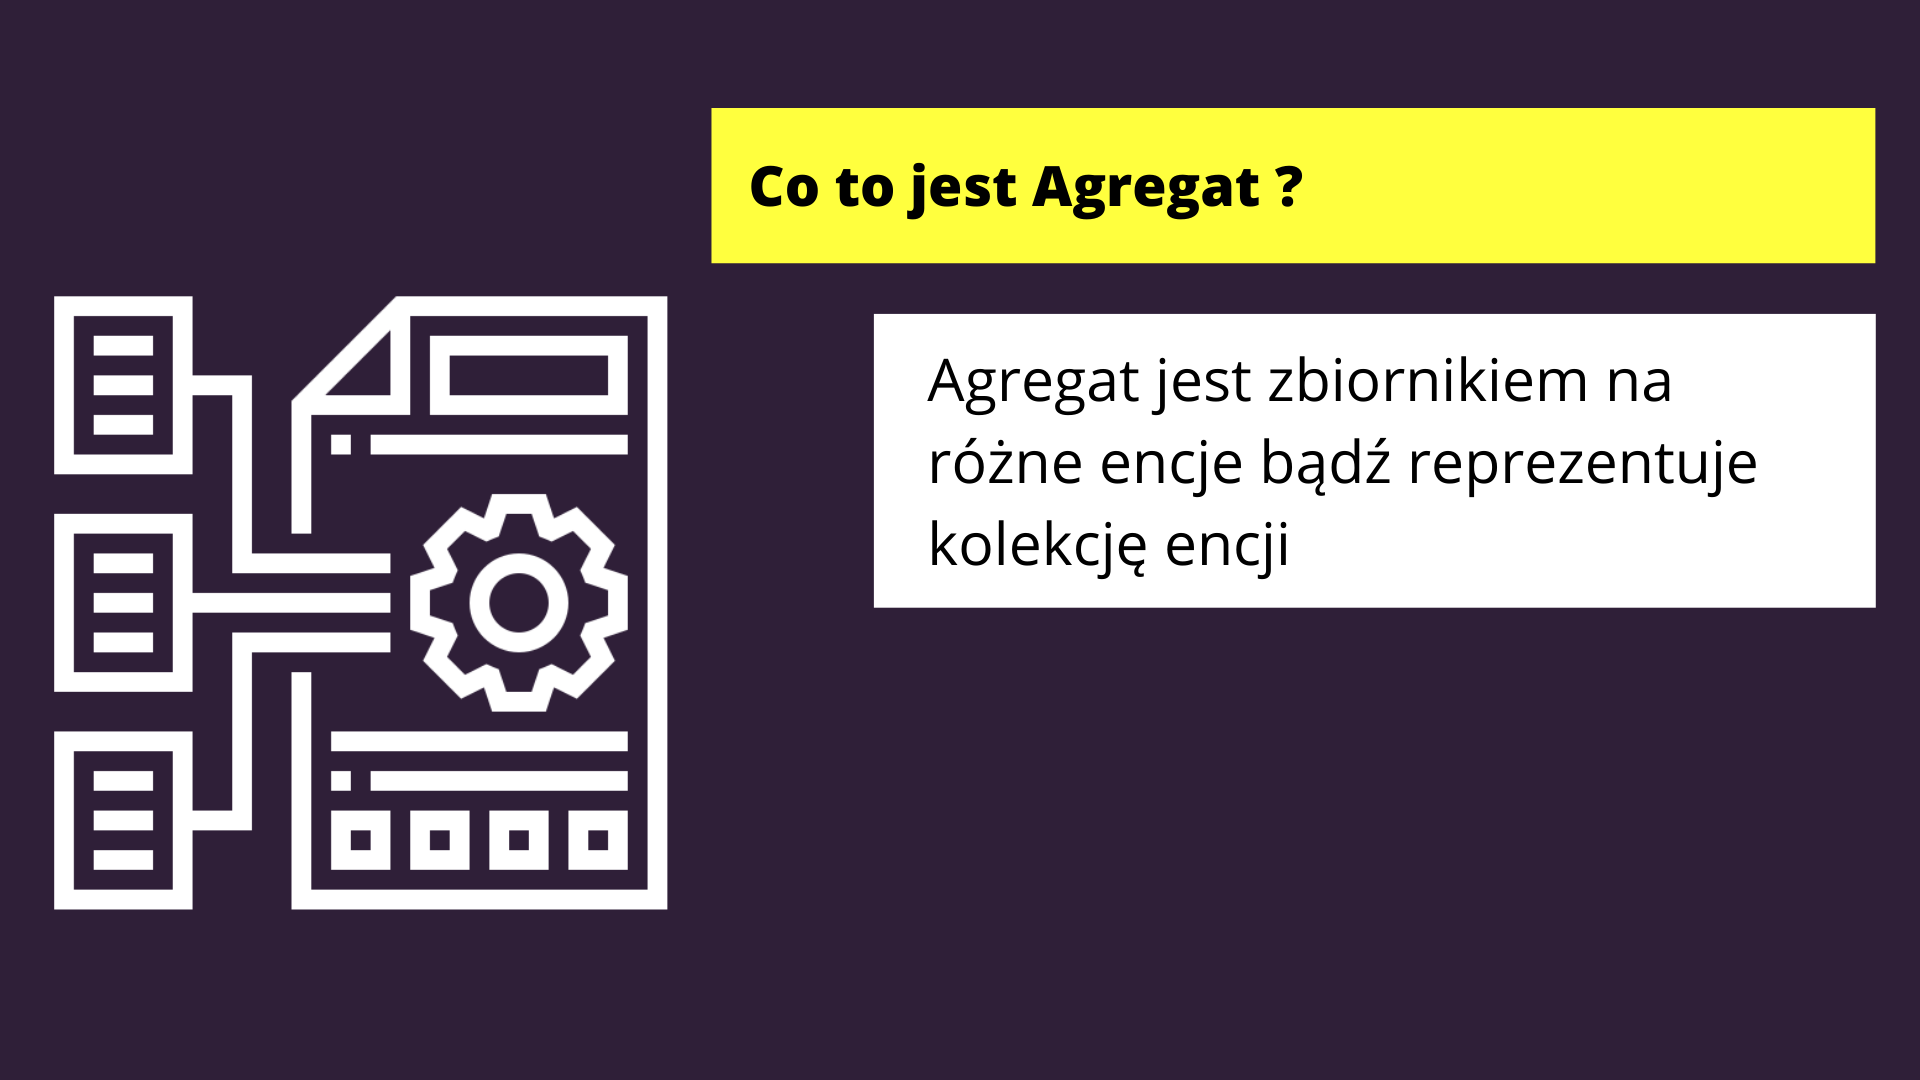 Co to jest Agregat ?
Agregat jest zbiornikiem na
różne encje bądź reprezentuje
kolekcję encji